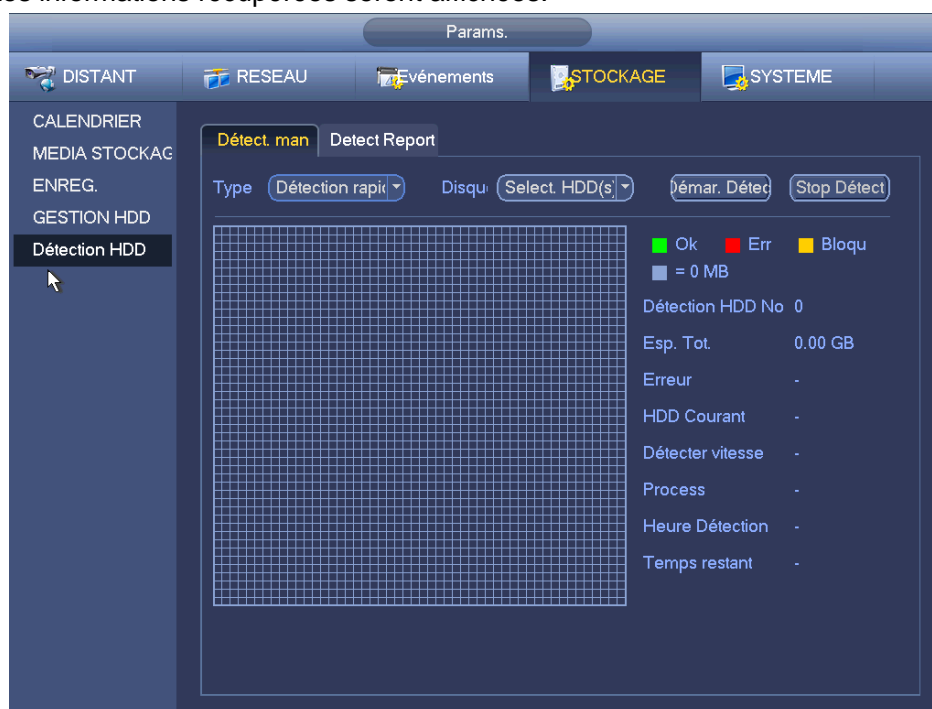 Params.
DISTANT RESEAU Evénements STOCKAGE SYSTEME
CALENDRIER
MEDIA STOCKAG
ENREG.
GESTION HDD
Détection HDD
Détect. man Detect Report
Type Détection rapi Disqu Select. HDD(s) Démar. Détec Stop Détect
Ok Err Bloqu
= 0 MB
Détection HDD No 0
Esp. Tot. 0.00 GB
Erreur -
HDD Courant -
Détecter vitesse -
Process -
Heure Détection -
Temps restant -